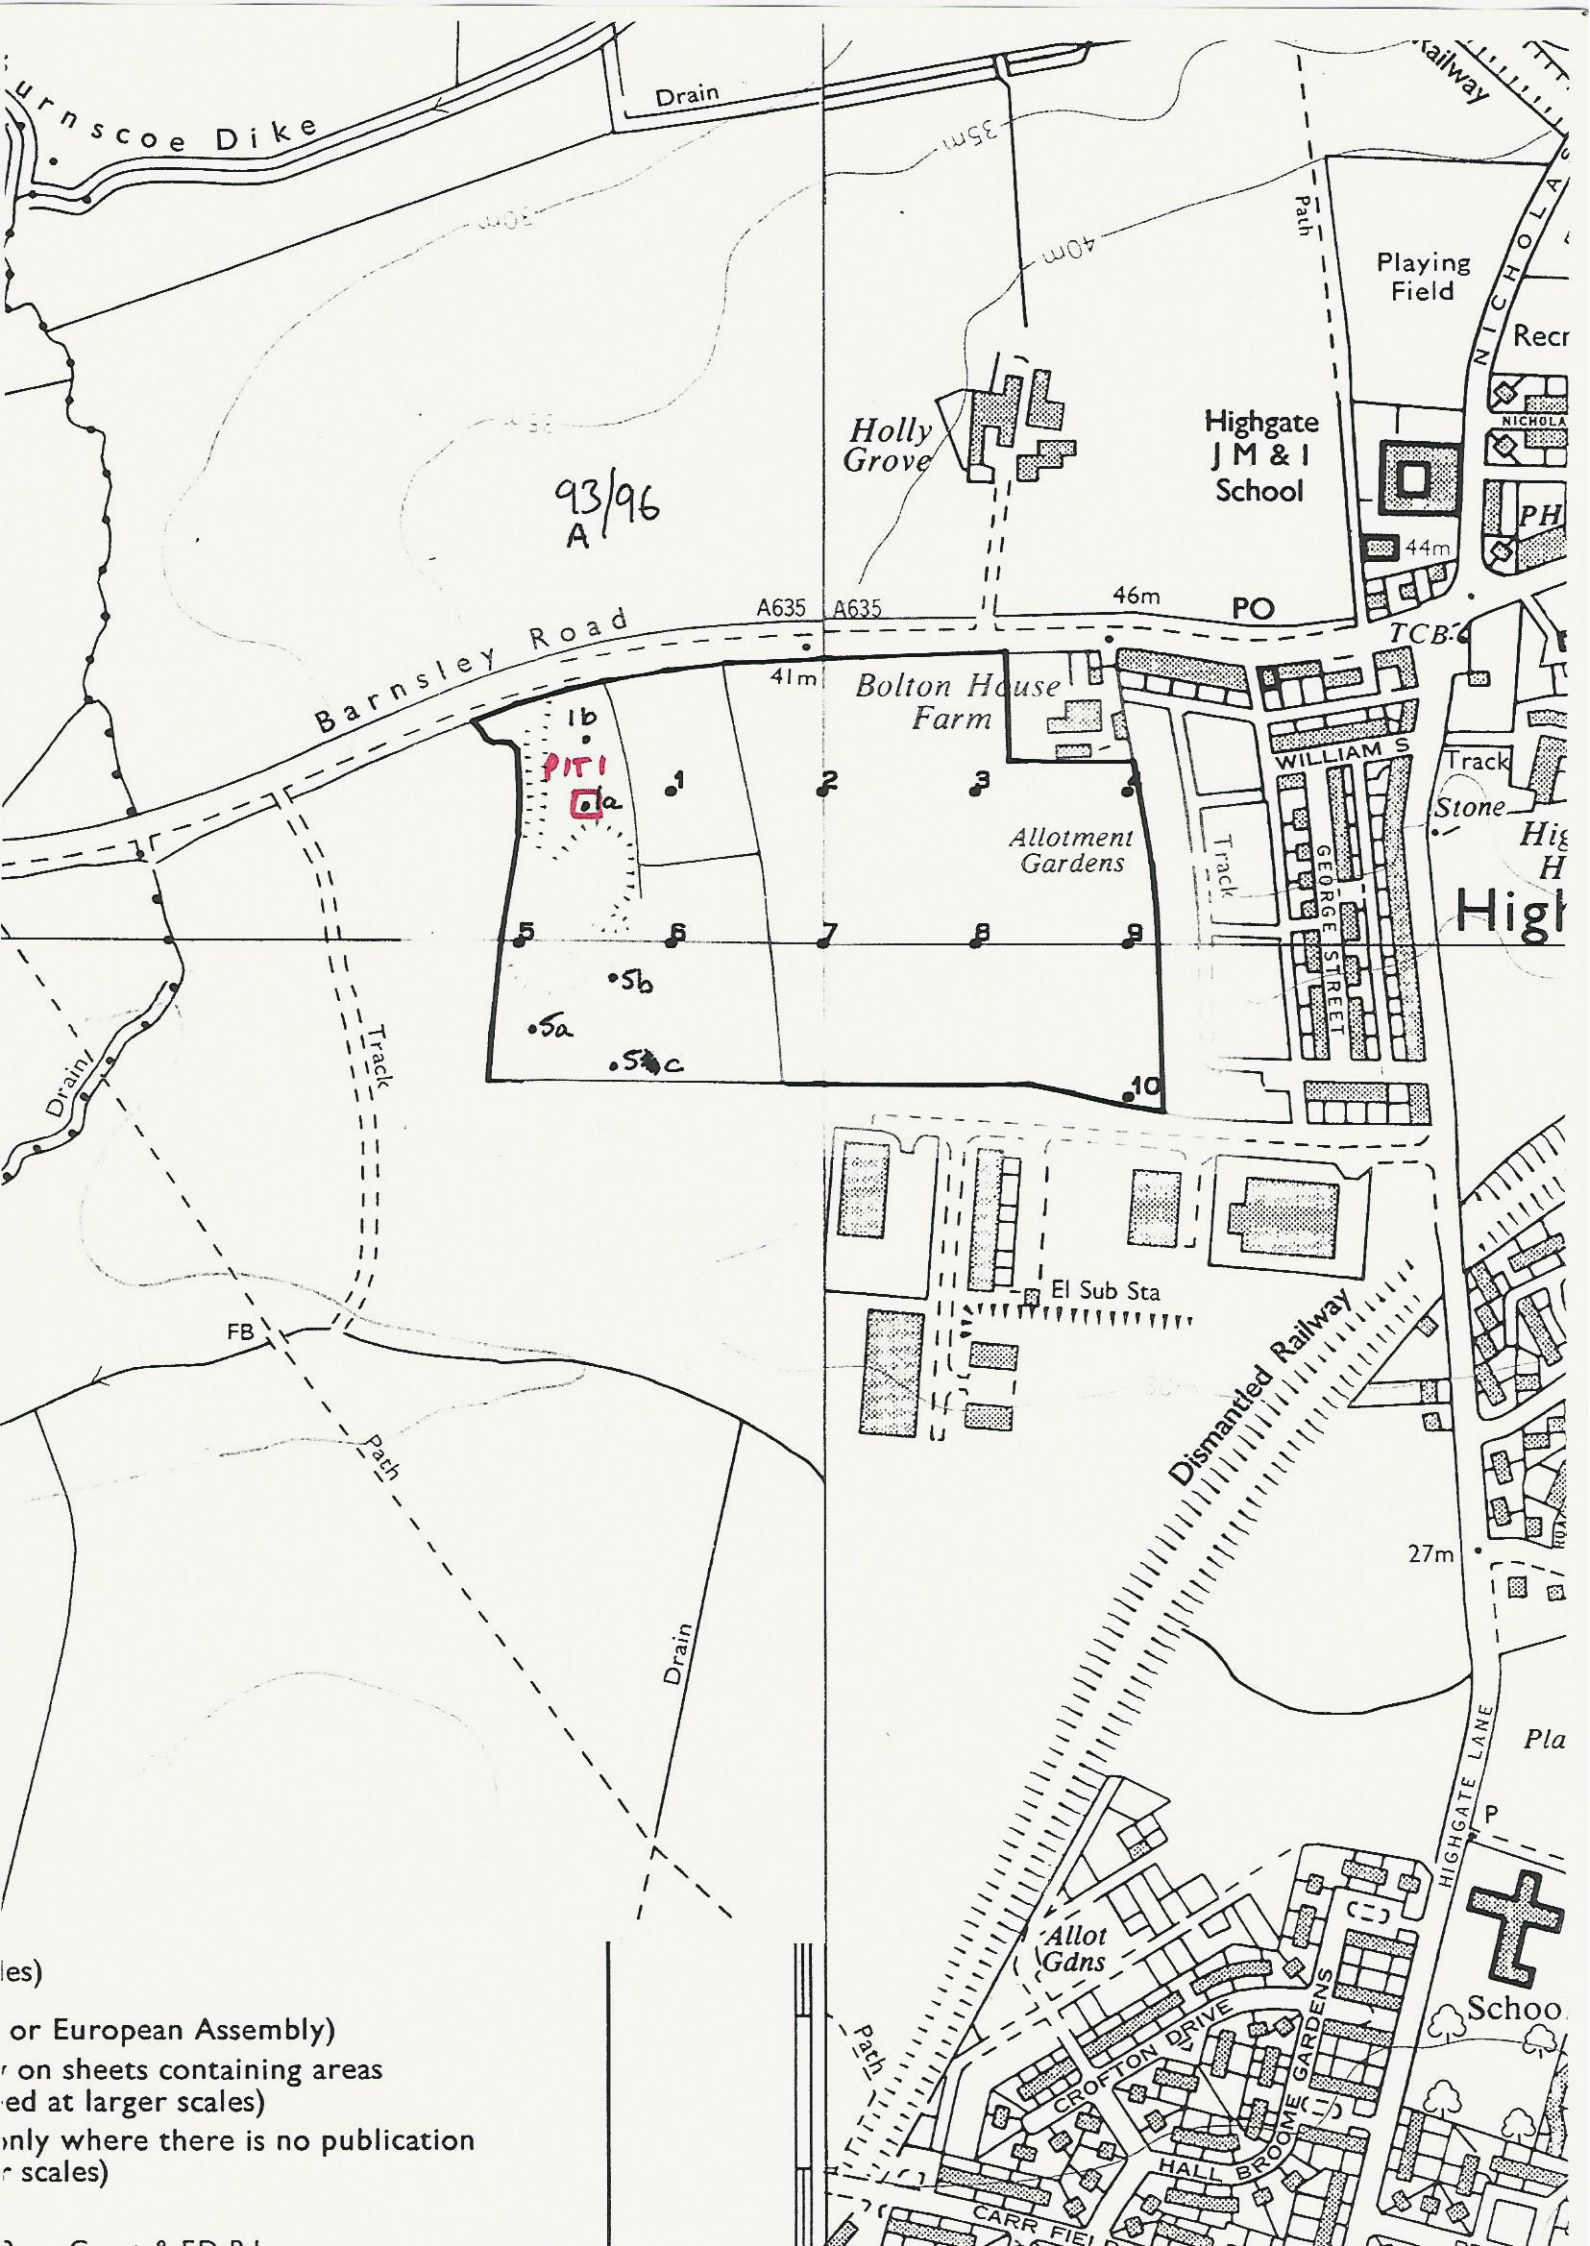 urnscoe Dike
Drain
Railway
35m
30m
40m
Path
NICHOLAS
Playing
Field
Recr
35
Holly
Grove
Highgate
J M & I
School
NICHOLA
PH
44m
93/96
A
A635
A635
46m
PO
TCB
Barnsley Road
41m
Bolton House
Farm
1b
PIT 1
1a
1
2
3
4
WILLIAM S
Track
Stone
Allotment
Gardens
Track
GEORGE STREET
Hig
H
High
5
6
7
8
9
5b
5a
5c
10
Drain
Track
El Sub Sta
FB
Dismantled Railway
Path
27m
Drain
HIGHGATE LANE
Pla
P
Allot
Gdns
les)
or European Assembly)
on sheets containing areas
ed at larger scales)
only where there is no publication
r scales)
Path
CROFTON DRIVE
HALL BROOME GARDENS
Schoo
CARR FIEL